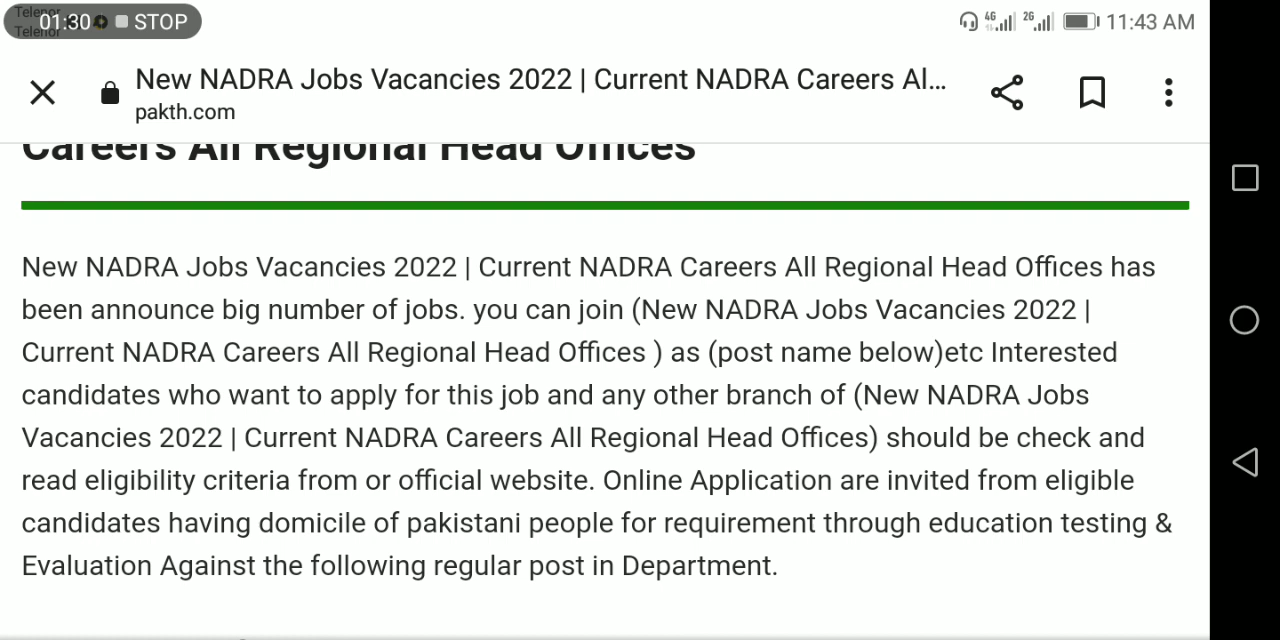 Telenor
01:30 STOP
Telenor
4G 2G 11:43 AM
New NADRA Jobs Vacancies 2022 | Current NADRA Careers Al...
pakth.com
Careers All Regional Head Offices
New NADRA Jobs Vacancies 2022 | Current NADRA Careers All Regional Head Offices has
been announce big number of jobs. you can join (New NADRA Jobs Vacancies 2022 |
Current NADRA Careers All Regional Head Offices ) as (post name below)etc Interested
candidates who want to apply for this job and any other branch of (New NADRA Jobs
Vacancies 2022 | Current NADRA Careers All Regional Head Offices) should be check and
read eligibility criteria from or official website. Online Application are invited from eligible
candidates having domicile of pakistani people for requirement through education testing &
Evaluation Against the following regular post in Department.